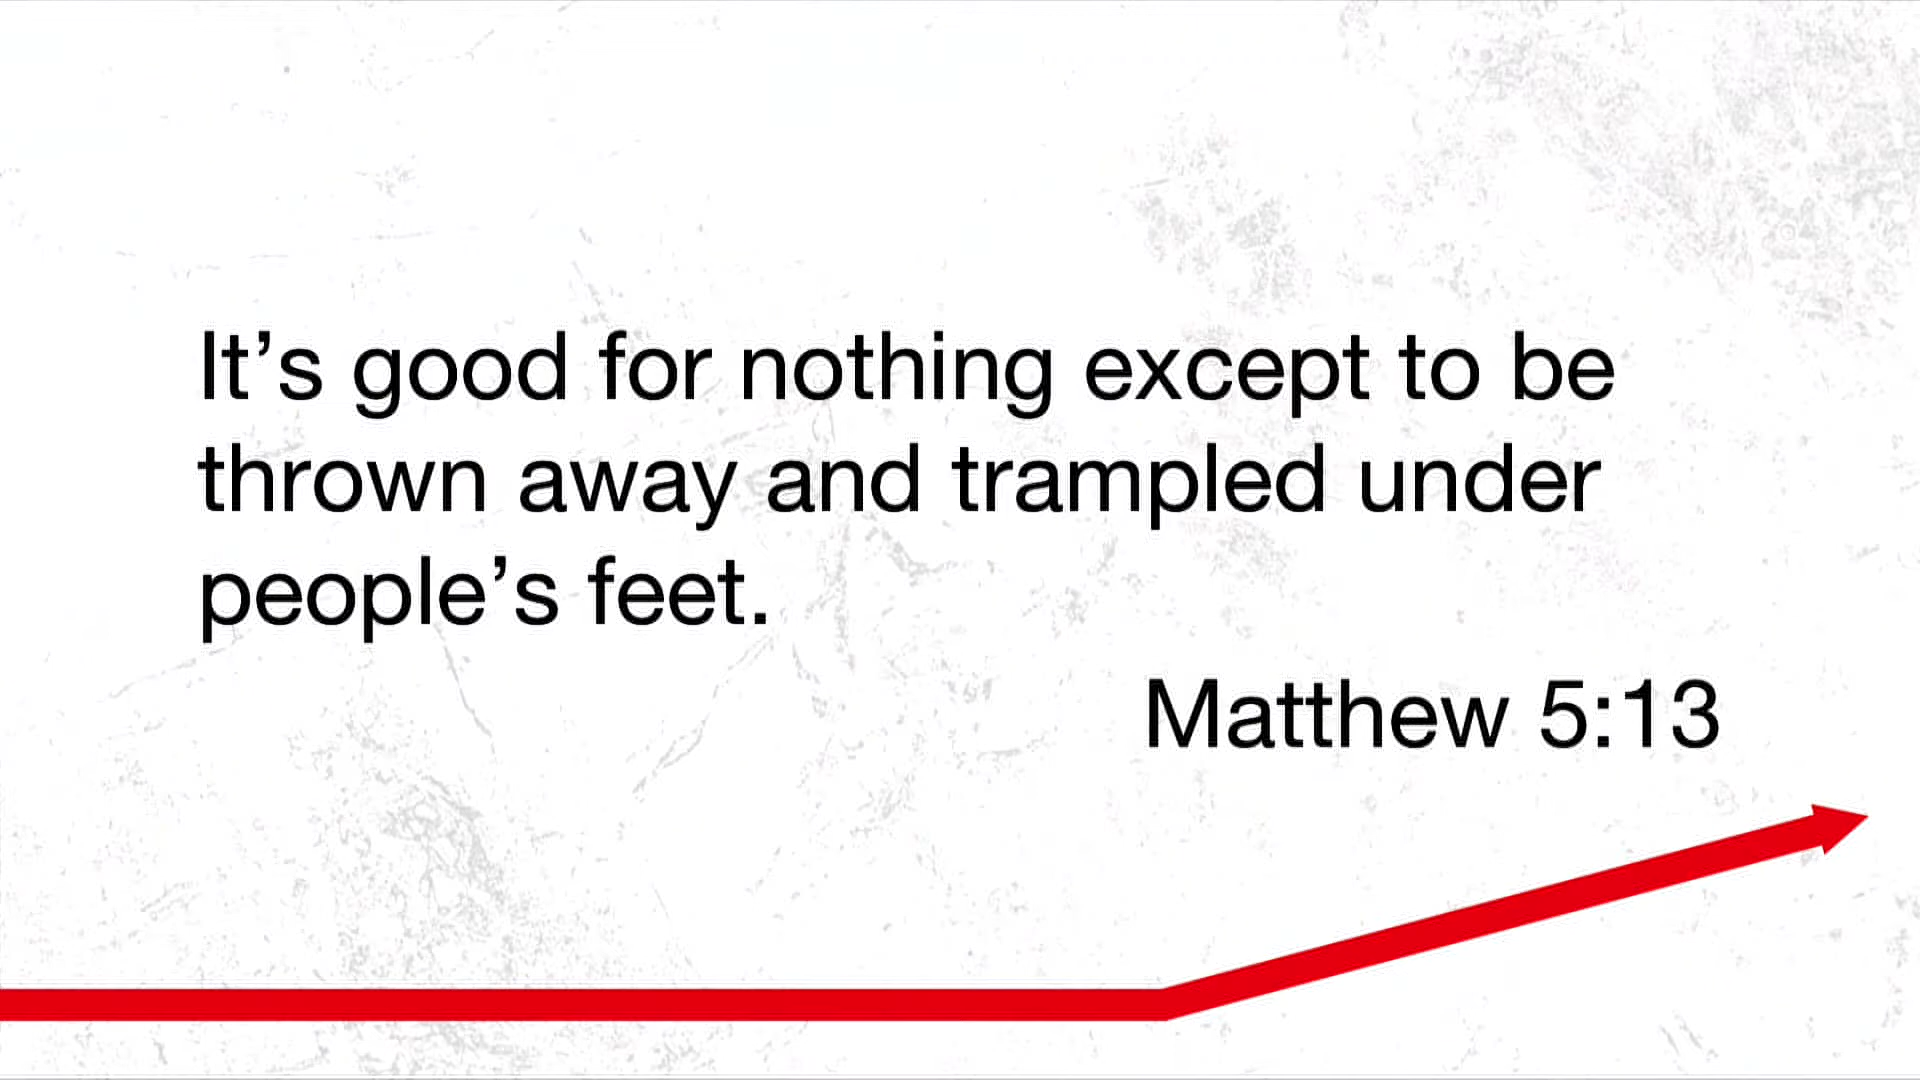 It’s good for nothing except to be
thrown away and trampled under
people’s feet.
Matthew 5:13